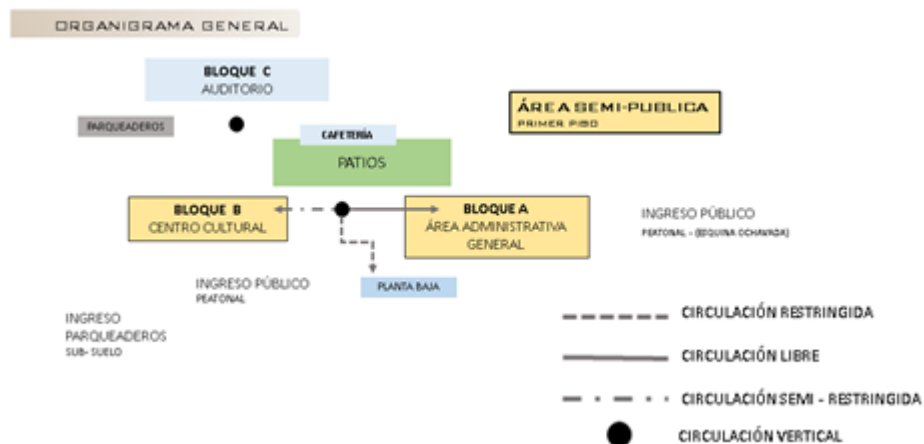 ORGANIGRAMA GENERAL
BLOQUE C
AUDITORIO
ÁREA SEMI-PUBLICA
PRIMER PISO
PARQUEADEROS
CAFETERÍA
PATIOS
BLOQUE B
CENTRO CULTURAL
BLOQUE A
ÁREA ADMINISTRATIVA
GENERAL
INGRESO PÚBLICO
PEATONAL - (ESQUINA OCHAVADA)
INGRESO PÚBLICO
PEATONAL
PLANTA BAJA
INGRESO
PARQUEADEROS
SUB- SUELO
CIRCULACIÓN RESTRINGIDA
CIRCULACIÓN LIBRE
CIRCULACIÓN SEMI - RESTRINGIDA
CIRCULACIÓN VERTICAL